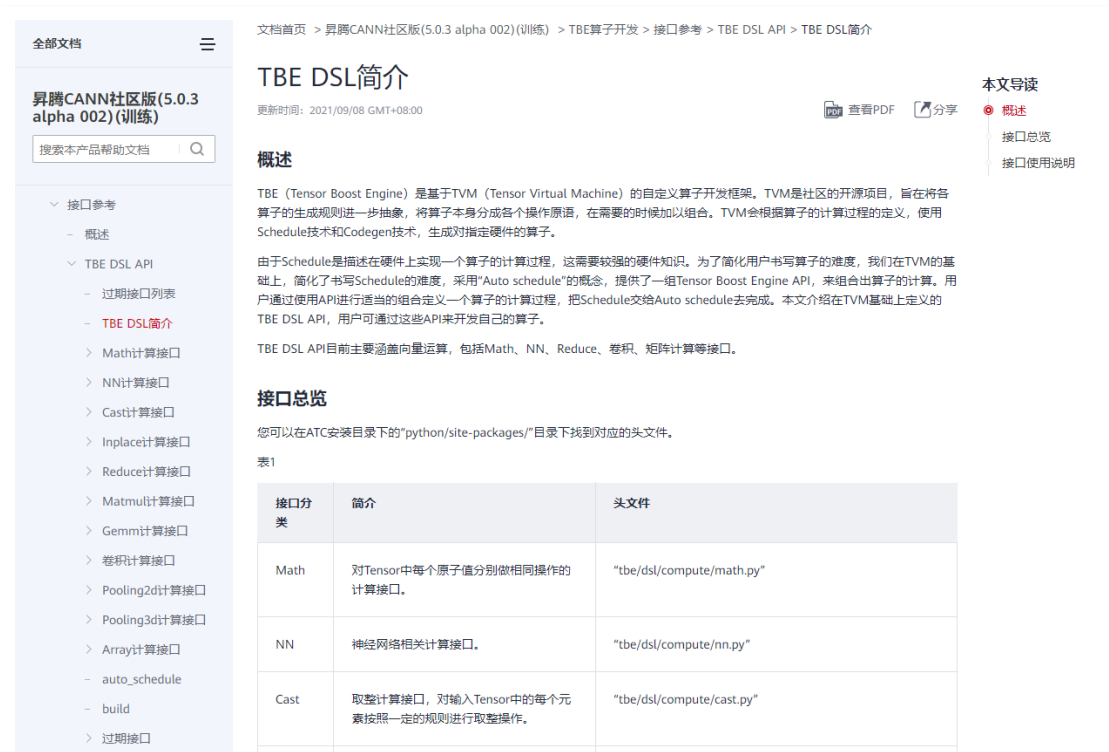 文档首页 > 昇腾CANN社区版(5.0.3 alpha 002)(训练) > TBE算子开发 > 接口参考 > TBE DSL API > TBE DSL简介
全部文档
昇腾CANN社区版(5.0.3
alpha 002)(训练)
搜索本产品帮助文档
接口参考
概述
TBE DSL API
过期接口列表
TBE DSL简介
Math计算接口
NN计算接口
Cast计算接口
Inplace计算接口
Reduce计算接口
Matmul计算接口
Gemm计算接口
卷积计算接口
Pooling2d计算接口
Pooling3d计算接口
Array计算接口
auto_schedule
build
过期接口
TBE DSL简介
更新时间：2021/09/08 GMT+08:00
PDF 查看PDF
分享
概述
TBE（Tensor Boost Engine）是基于TVM（Tensor Virtual Machine）的自定义算子开发框架。TVM是社区的开源项目，旨在将各
算子的生成规则进一步抽象，将算子本身分成各个操作原语，在需要的时候加以组合。TVM会根据算子的计算过程的定义，使用
Schedule技术和Codegen技术，生成对指定硬件的算子。
由于Schedule是描述在硬件上实现一个算子的计算过程，这需要较强的硬件知识。为了简化用户书写算子的难度，我们在TVM的基
础上，简化了书写Schedule的难度，采用“Auto schedule”的概念，提供了一组Tensor Boost Engine API，来组合出算子的计算。用
户通过使用API进行适当的组合定义一个算子的计算过程，把Schedule交给Auto schedule去完成。本文介绍在TVM基础上定义的
TBE DSL API，用户可通过这些API来开发自己的算子。
TBE DSL API目前主要涵盖向量运算，包括Math、NN、Reduce、卷积、矩阵计算等接口。
接口总览
您可以在ATC安装目录下的“python/site-packages/”目录下找到对应的头文件。
表1
接口分
类
简介
头文件
Math
对Tensor中每个原子值分别做相同操作的
计算接口。
“tbe/dsl/compute/math.py”
NN
神经网络相关计算接口。
“tbe/dsl/compute/nn.py”
Cast
取整计算接口，对输入Tensor中的每个元
素按照一定的规则进行取整操作。
“tbe/dsl/compute/cast.py”
本文导读
概述
接口总览
接口使用说明